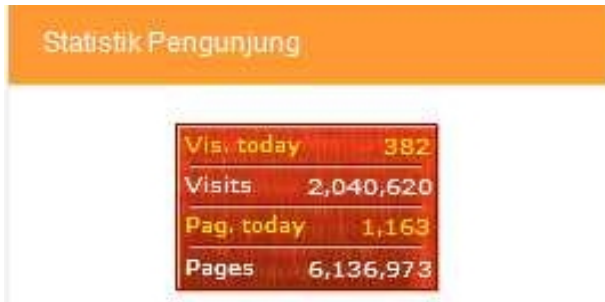 Statistik Pengunjung
Vis. today 382
Visits 2,040,620
Pag. today 1,163
Pages 6,136,973